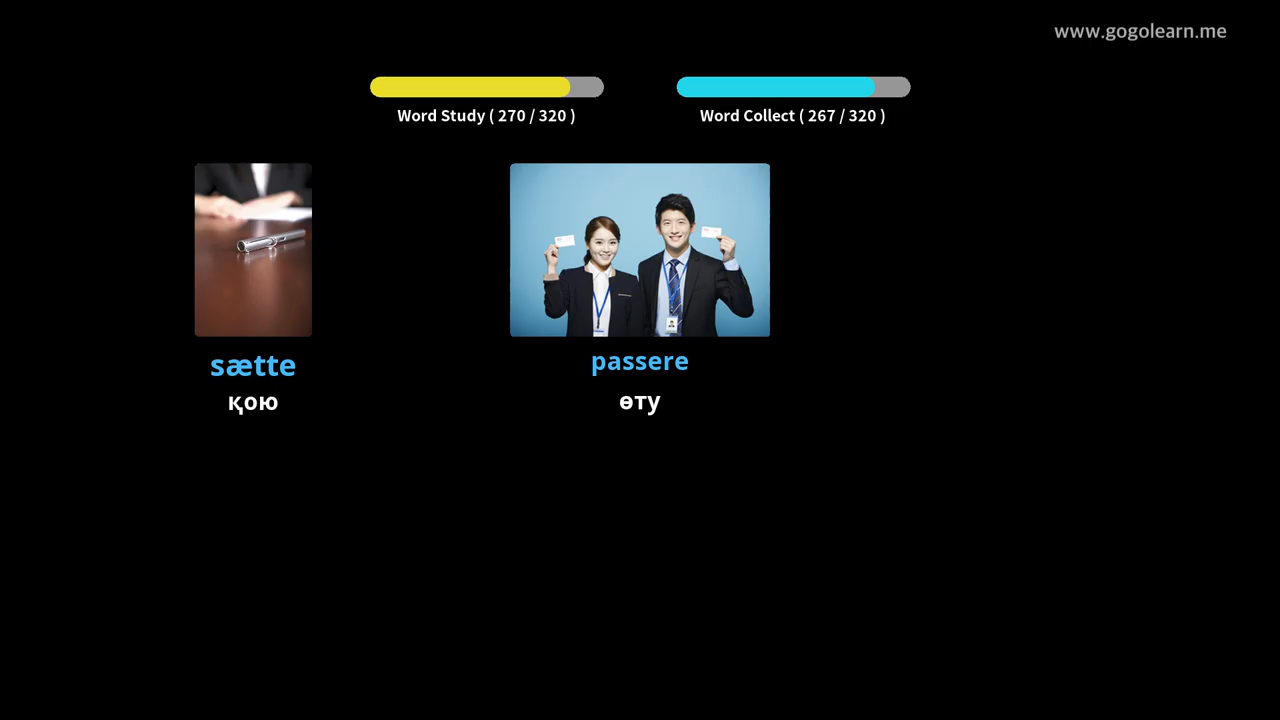 www.gogolearn.me
Word Study ( 270 / 320 )
Word Collect ( 267 / 320 )
sætte
қою
passere
өту